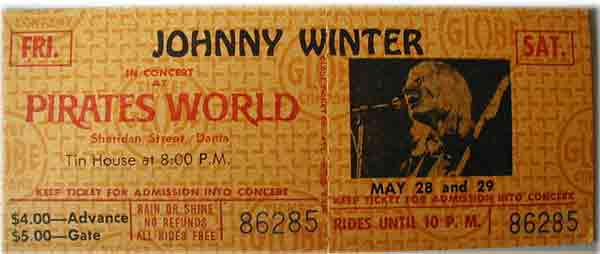 FRI.
JOHNNY WINTER
SAT.
IN CONCERT
AT
PIRATES WORLD
Sheridan Street, Dania
Tin House at 8:00 P.M.
MAY 28 and 29
KEEP TICKET FOR ADMISSION INTO CONCERT
KEEP TICKET FOR ADMISSION INTO CONCERT
$4.00—Advance
$5.00—Gate
RAIN OR SHINE
NO REFUNDS
ALL RIDES FREE
86285
RIDES UNTIL 10 P.M.
86285
GLOBE